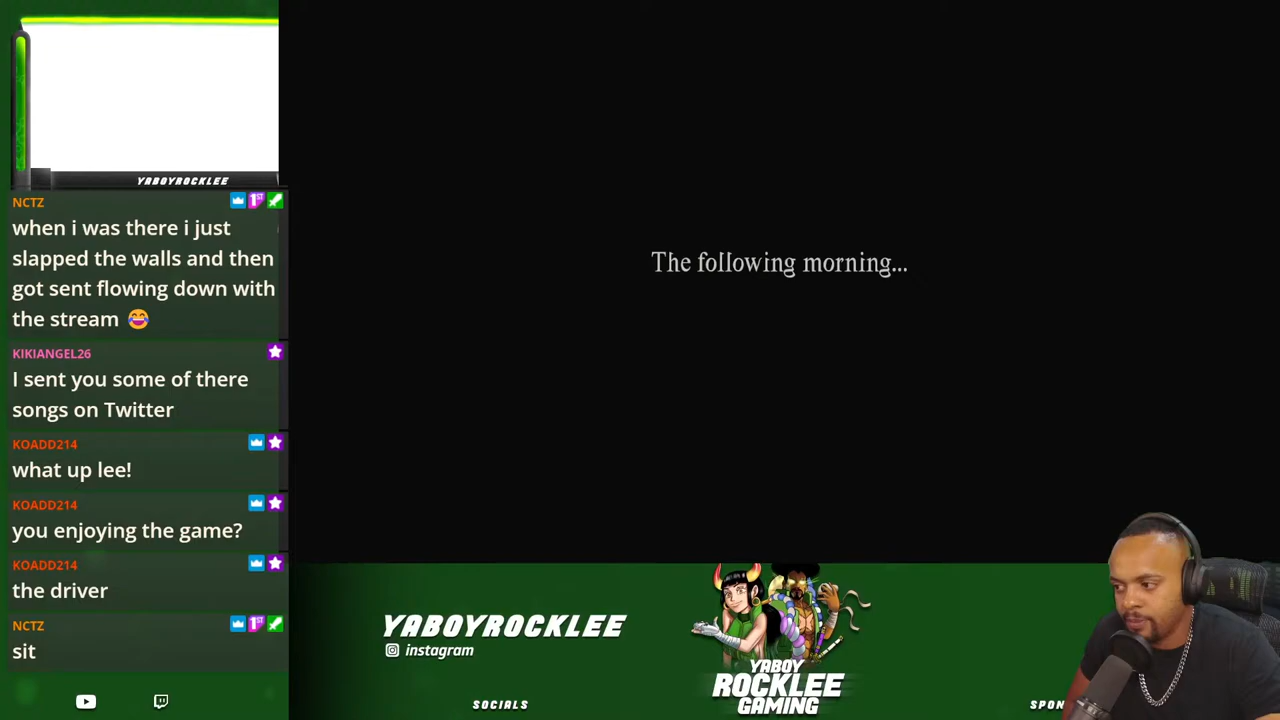 YABOYROCKLEE
NCTZ
1ST
when i was there i just
slapped the walls and then
got sent flowing down with
the stream 😂
KIKIANGEL26
I sent you some of there
songs on Twitter
KOADD214
what up lee!
KOADD214
you enjoying the game?
KOADD214
the driver
NCTZ
1ST
sit
The following morning...
YABOYROCKLEE
instagram
SOCIALS
YABOY
ROCKLEE
GAMING
SPON